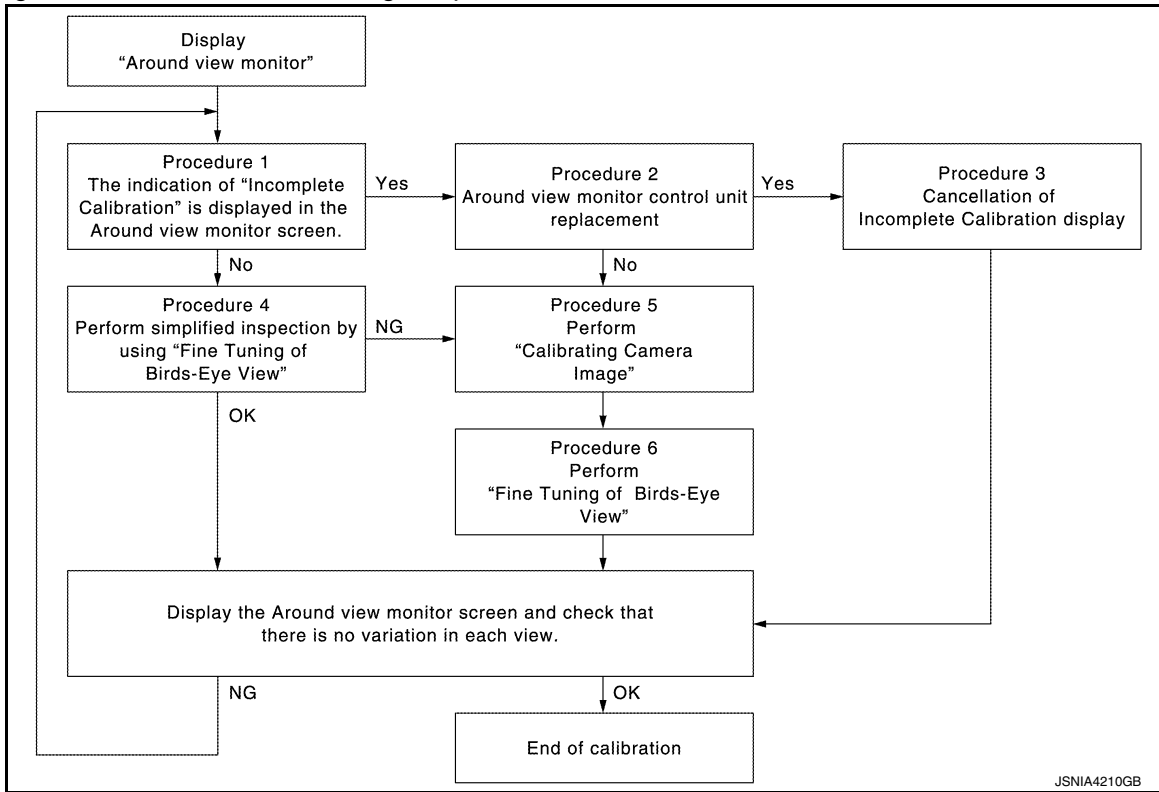 Display
“Around view monitor”
Procedure 1
The indication of “Incomplete
Calibration” is displayed in the
Around view monitor screen.
Yes
Procedure 2
Around view monitor control unit
replacement
Yes
Procedure 3
Cancellation of
Incomplete Calibration display
No
No
Procedure 4
Perform simplified inspection by
using “Fine Tuning of
Birds-Eye View”
NG
Procedure 5
Perform
“Calibrating Camera
Image”
OK
Procedure 6
Perform
“Fine Tuning of Birds-Eye
View”
Display the Around view monitor screen and check that
there is no variation in each view.
NG
OK
End of calibration
JSNIA4210GB